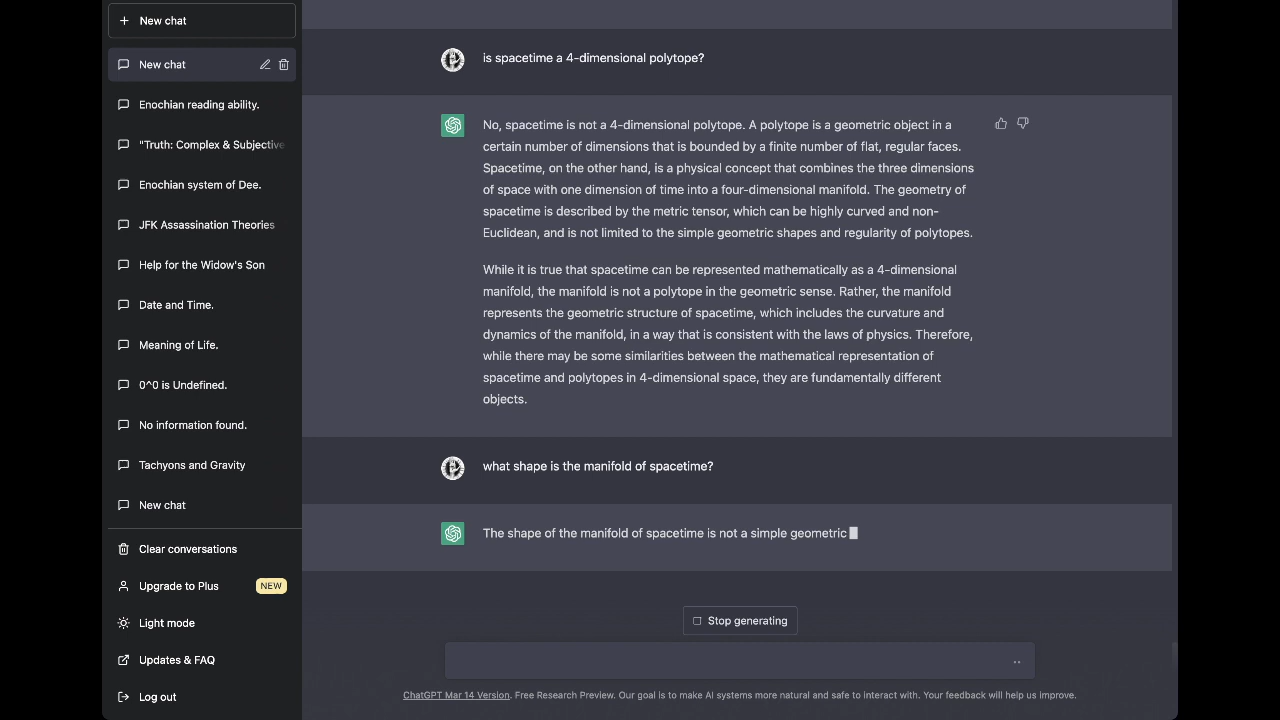 New chat
New chat
Enochian reading ability.
"Truth: Complex & Subjective
Enochian system of Dee.
JFK Assassination Theories
Help for the Widow's Son
Date and Time.
Meaning of Life.
0^0 is Undefined.
No information found.
Tachyons and Gravity
New chat
Clear conversations
Upgrade to Plus NEW
Light mode
Updates & FAQ
Log out
is spacetime a 4-dimensional polytope?
No, spacetime is not a 4-dimensional polytope. A polytope is a geometric object in a
certain number of dimensions that is bounded by a finite number of flat, regular faces.
Spacetime, on the other hand, is a physical concept that combines the three dimensions
of space with one dimension of time into a four-dimensional manifold. The geometry of
spacetime is described by the metric tensor, which can be highly curved and non-
Euclidean, and is not limited to the simple geometric shapes and regularity of polytopes.
While it is true that spacetime can be represented mathematically as a 4-dimensional
manifold, the manifold is not a polytope in the geometric sense. Rather, the manifold
represents the geometric structure of spacetime, which includes the curvature and
dynamics of the manifold, in a way that is consistent with the laws of physics. Therefore,
while there may be some similarities between the mathematical representation of
spacetime and polytopes in 4-dimensional space, they are fundamentally different
objects.
what shape is the manifold of spacetime?
The shape of the manifold of spacetime is not a simple geometric
Stop generating
ChatGPT Mar 14 Version. Free Research Preview. Our goal is to make AI systems more natural and safe to interact with. Your feedback will help us improve.